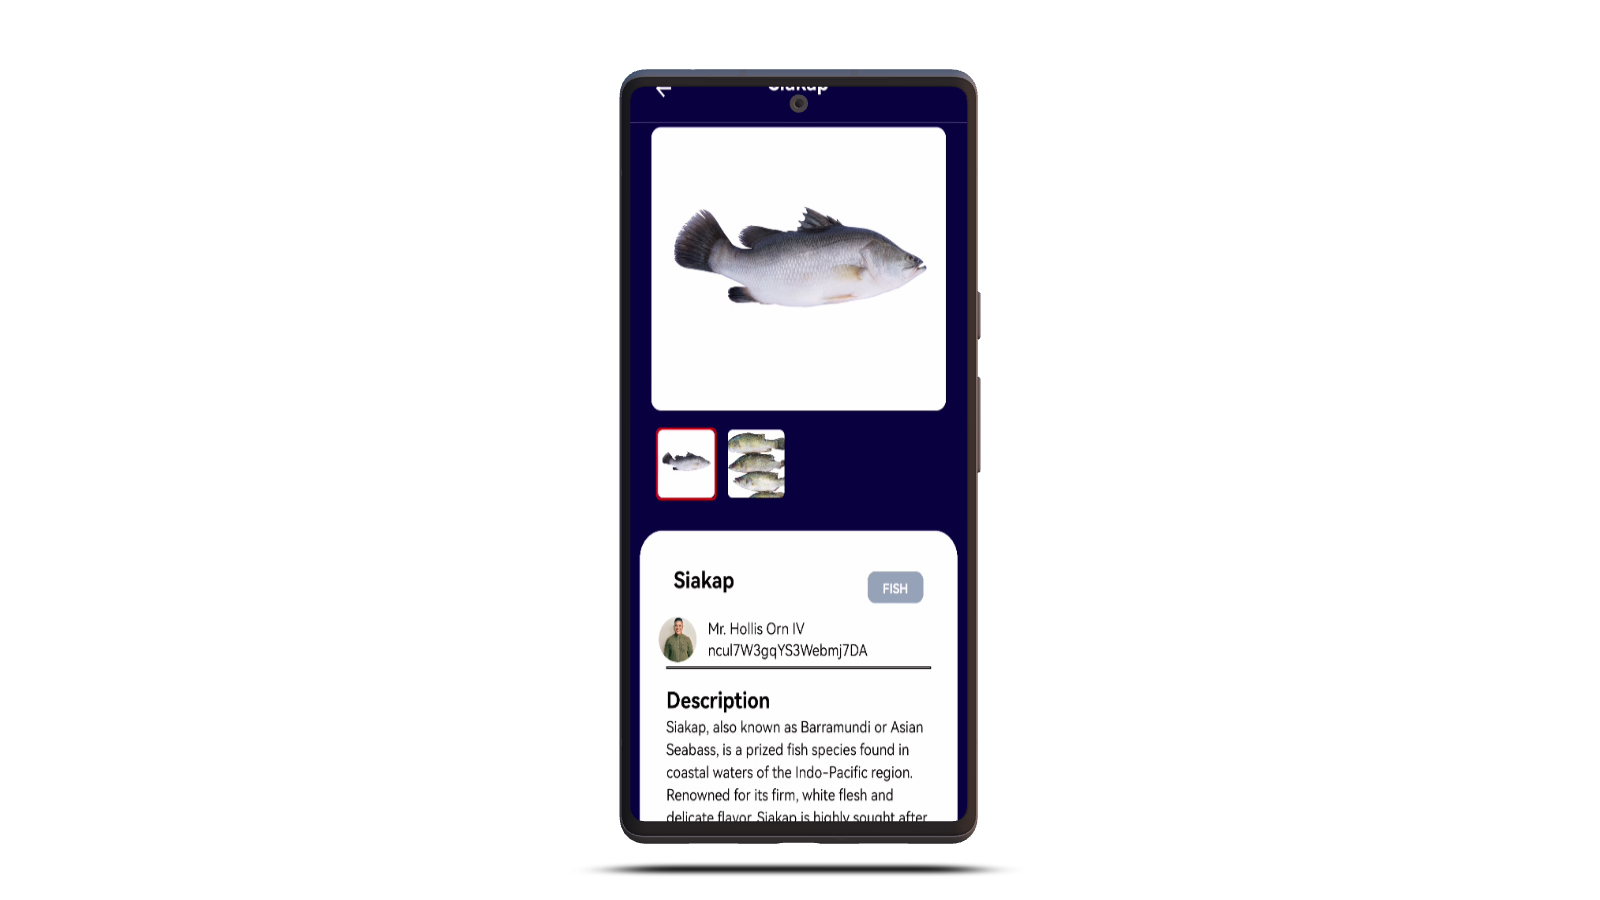 Siakap
Siakap
FISH
Mr. Hollis Orn IV
ncul7W3gqYS3Webmj7DA
Description
Siakap, also known as Barramundi or Asian
Seabass, is a prized fish species found in
coastal waters of the Indo-Pacific region.
Renowned for its firm, white flesh and
delicate flavor, Siakap is highly sought after